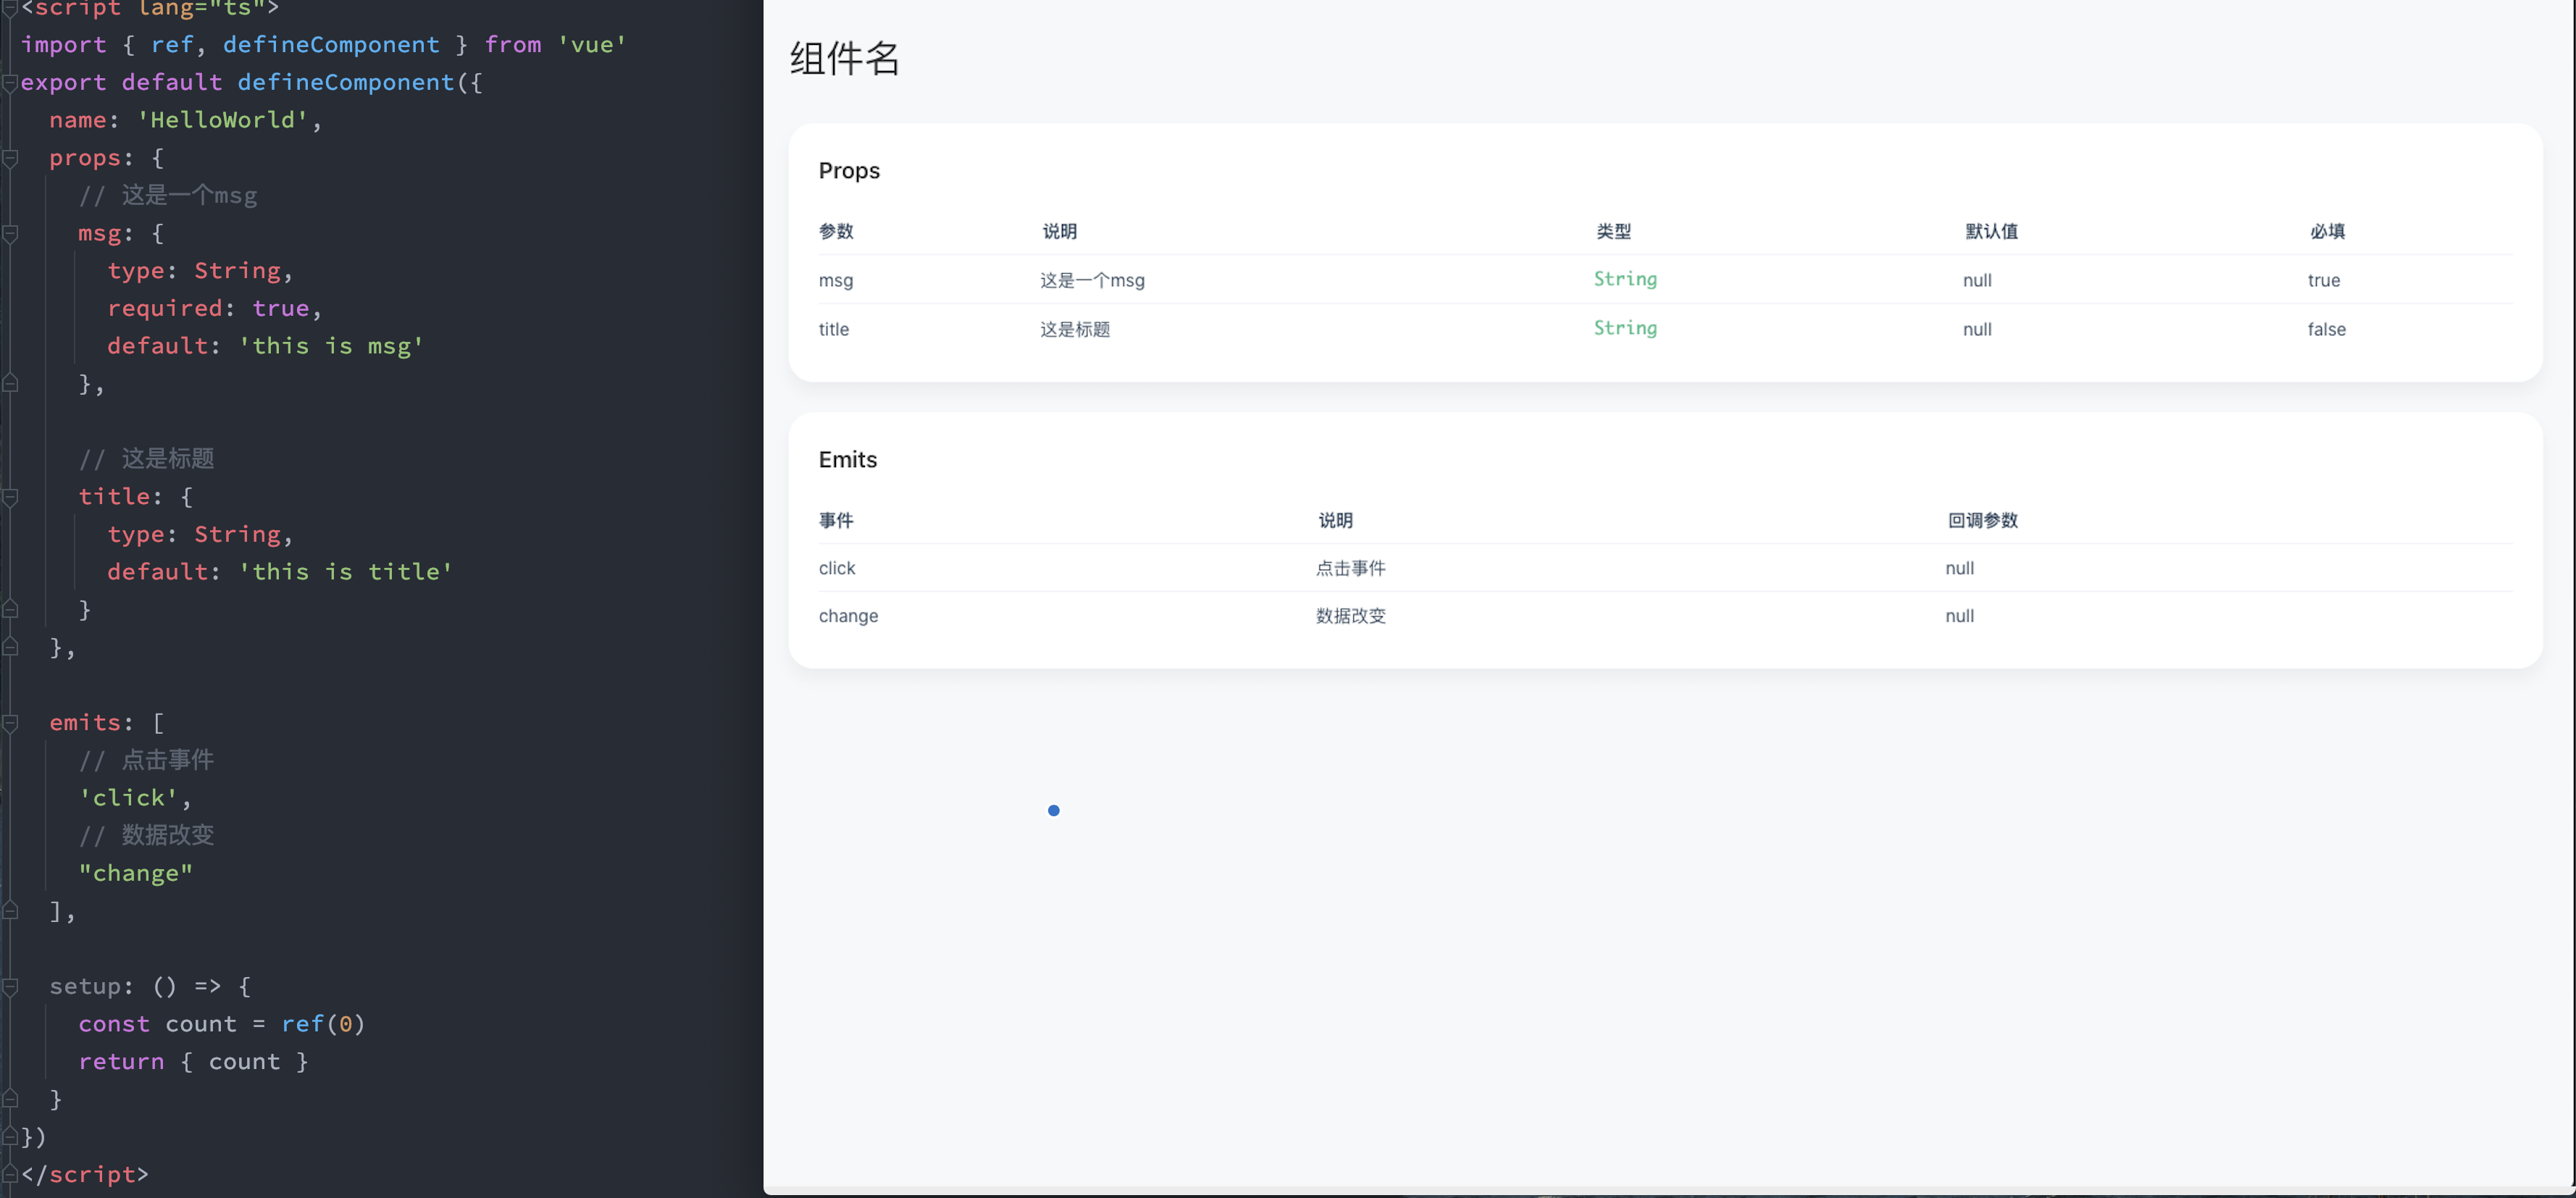 <script lang="ts">
import { ref, defineComponent } from 'vue'
export default defineComponent({
  name: 'HelloWorld',
  props: {
    // 这是一个msg
    msg: {
      type: String,
      required: true,
      default: 'this is msg'
    },

    // 这是标题
    title: {
      type: String,
      default: 'this is title'
    }
  },

  emits: [
    // 点击事件
    'click',
    // 数据改变
    "change"
  ],

  setup: () => {
    const count = ref(0)
    return { count }
  }
})
</script>
组件名
Props
参数 说明 类型 默认值 必填
msg 这是一个msg String null true
title 这是标题 String null false
Emits
事件 说明 回调参数
click 点击事件 null
change 数据改变 null